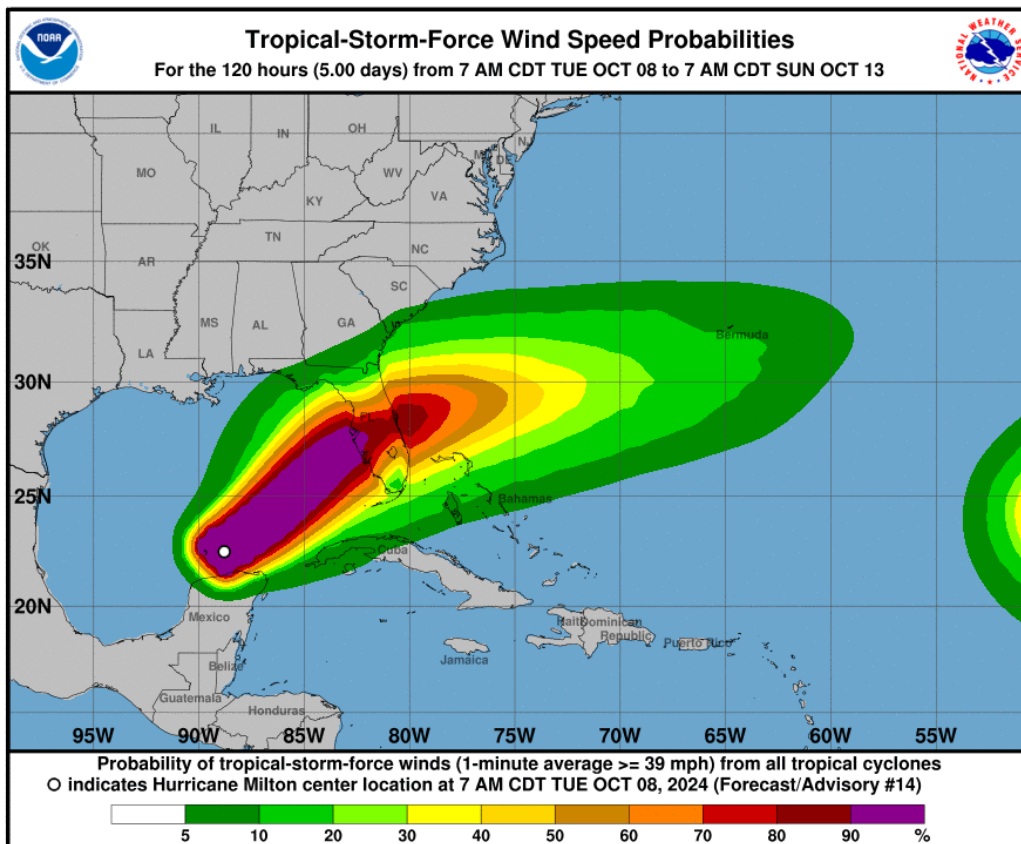 Tropical-Storm-Force Wind Speed Probabilities
For the 120 hours (5.00 days) from 7 AM CDT TUE OCT 08 to 7 AM CDT SUN OCT 13
NOAA
NATIONAL WEATHER SERVICE
IL
IN
OH
MO
WV
DE
KY
VA
OK
TN
NC
AR
35N
SC
MS
AL
GA
LA
Bermuda
30N
FL
25N
Bahamas
Cuba
20N
Mexico
Haiti
Dominican
Republic
Puerto Rico
Jamaica
Belize
Guatemala
Honduras
95W 90W 85W 80W 75W 70W 65W 60W 55W
Probability of tropical-storm-force winds (1-minute average >= 39 mph) from all tropical cyclones
indicates Hurricane Milton center location at 7 AM CDT TUE OCT 08, 2024 (Forecast/Advisory #14)
5 10 20 30 40 50 60 70 80 90 %